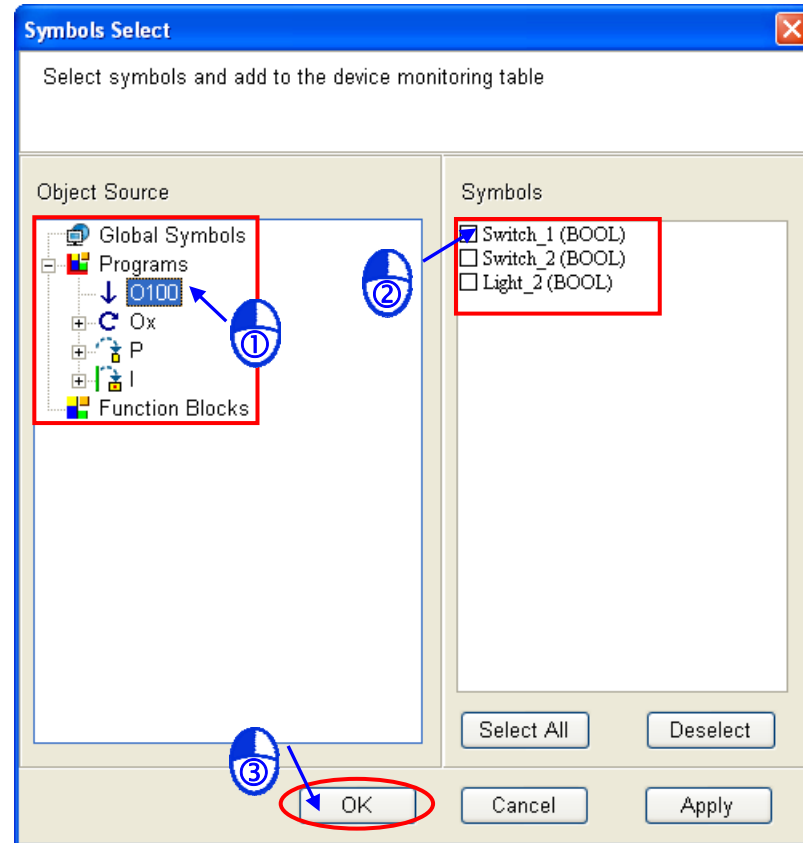 Symbols Select
Select symbols and add to the device monitoring table
Object Source
Global Symbols
Programs
O100
Ox
P
I
Function Blocks
①
Symbols
Switch_1 (BOOL)
Switch_2 (BOOL)
Light_2 (BOOL)
②
Select All
Deselect
③
OK
Cancel
Apply